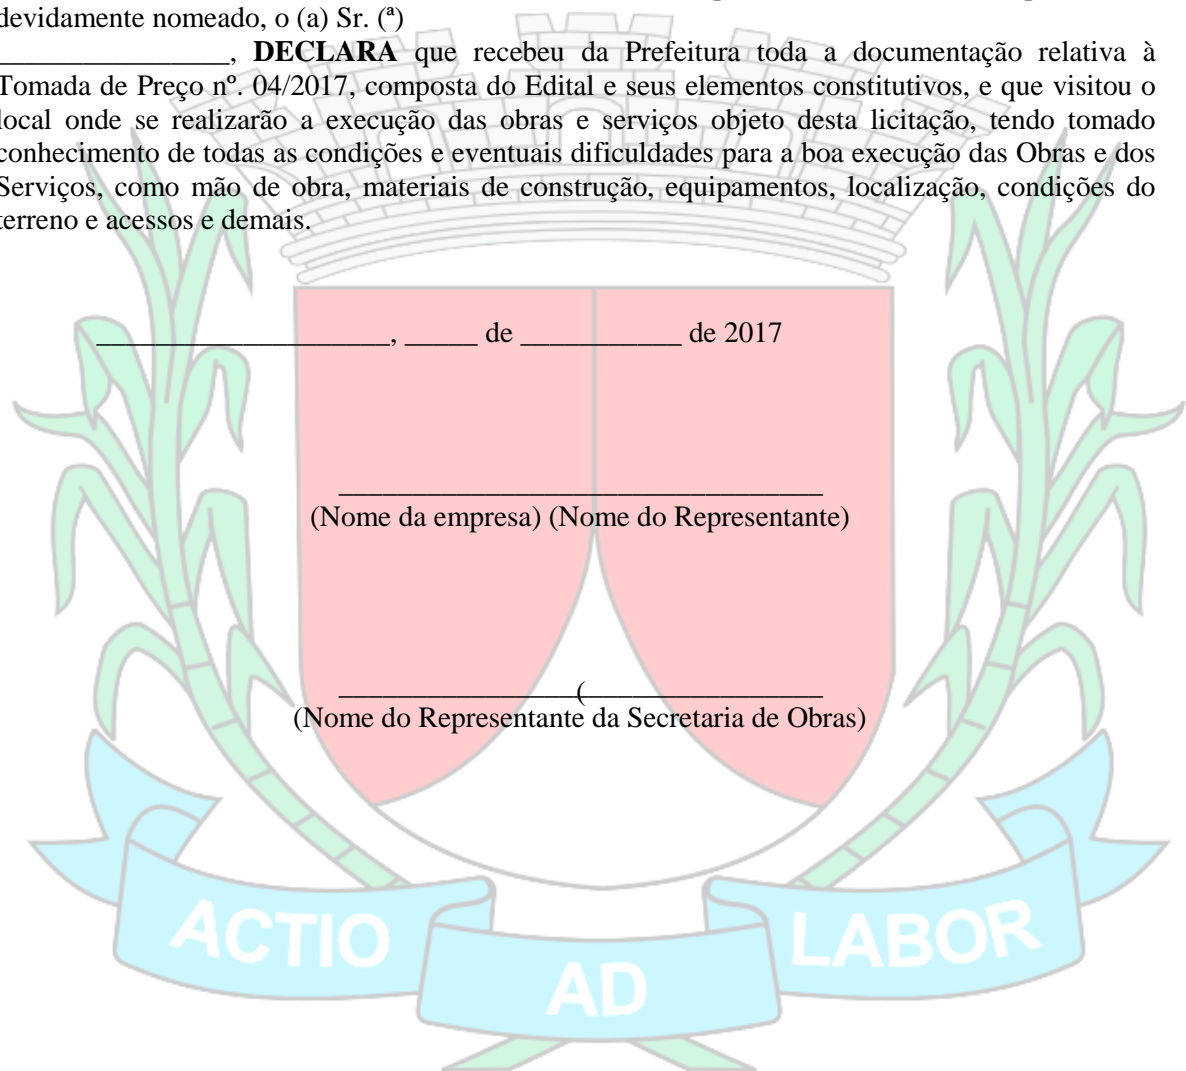 devidamente nomeado, o (a) Sr. (ª)
________________, DECLARA que recebeu da Prefeitura toda a documentação relativa à
Tomada de Preço nº. 04/2017, composta do Edital e seus elementos constitutivos, e que visitou o
local onde se realizarão a execução das obras e serviços objeto desta licitação, tendo tomado
conhecimento de todas as condições e eventuais dificuldades para a boa execução das Obras e dos
Serviços, como mão de obra, materiais de construção, equipamentos, localização, condições do
terreno e acessos e demais.
____________________, _____ de ___________ de 2017
_________________________________
(Nome da empresa) (Nome do Representante)
________________(________________
(Nome do Representante da Secretaria de Obras)
ACTIO AD LABOR